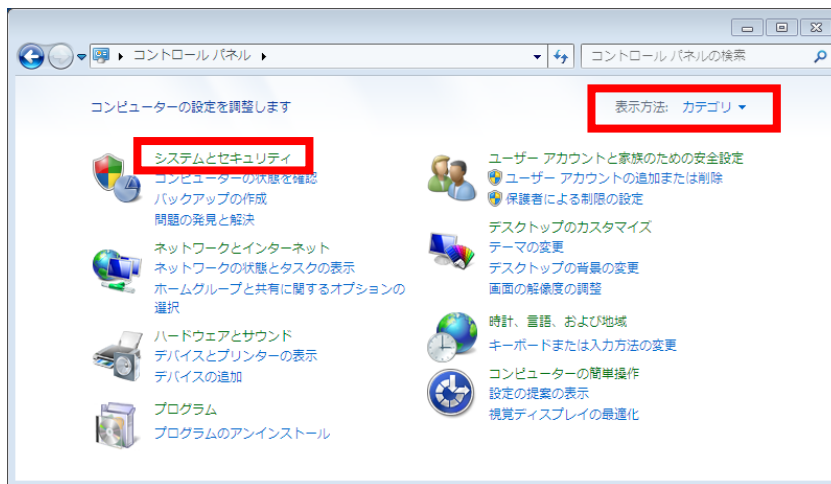 コントロール パネル
コントロール パネルの検索
コンピューターの設定を調整します
表示方法: カテゴリ
システムとセキュリティ
コンピューターの状態を確認
バックアップの作成
問題の発見と解決
ネットワークとインターネット
ネットワークの状態とタスクの表示
ホームグループと共有に関するオプションの
選択
ハードウェアとサウンド
デバイスとプリンターの表示
デバイスの追加
プログラム
プログラムのアンインストール
ユーザー アカウントと家族のための安全設定
ユーザー アカウントの追加または削除
保護者による制限の設定
デスクトップのカスタマイズ
テーマの変更
デスクトップの背景の変更
画面の解像度の調整
時計、言語、および地域
キーボードまたは入力方法の変更
コンピューターの簡単操作
設定の提案の表示
視覚ディスプレイの最適化